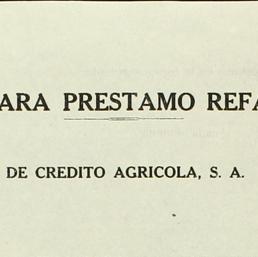 ARA PRESTAMO REFA
DE CREDITO AGRICOLA, S. A.